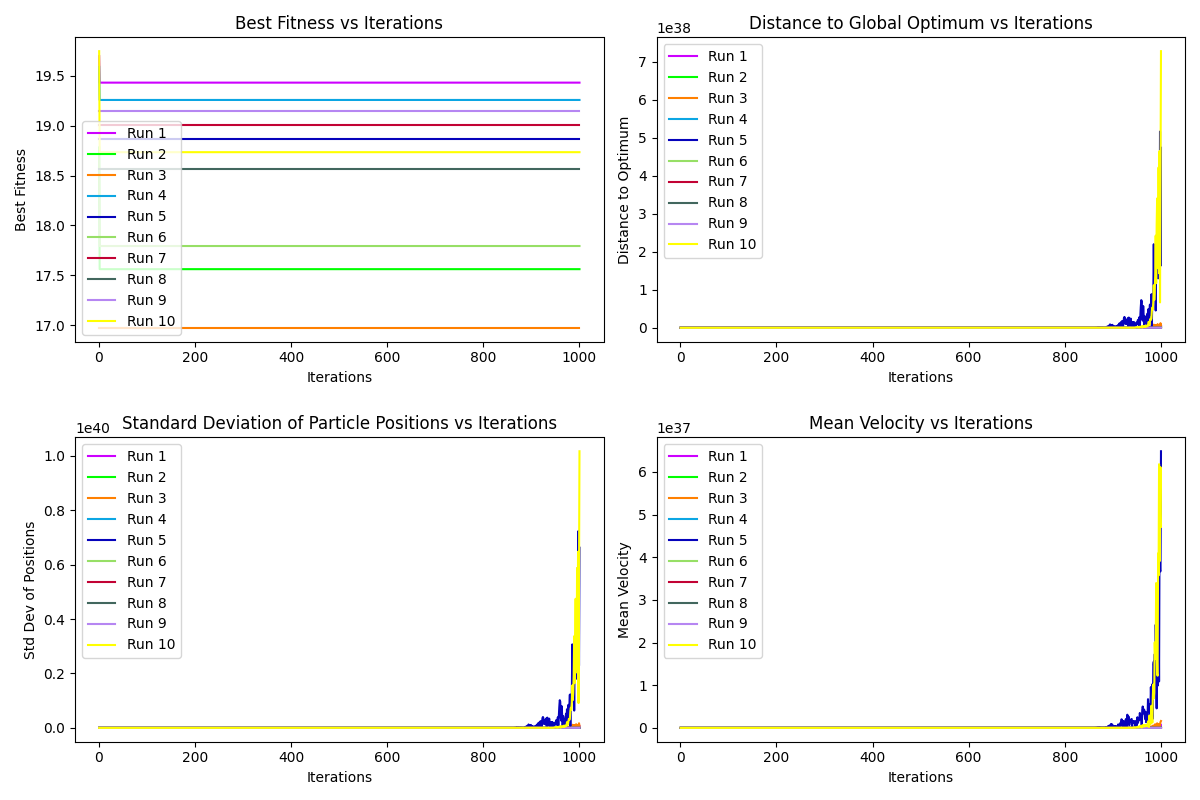 Best Fitness vs Iterations
Best Fitness
19.5
19.0
18.5
18.0
17.5
17.0
Run 1
Run 2
Run 3
Run 4
Run 5
Run 6
Run 7
Run 8
Run 9
Run 10
0 200 400 600 800 1000
Iterations
Distance to Global Optimum vs Iterations
1e38
Distance to Optimum
7
6
5
4
3
2
1
0
Run 1
Run 2
Run 3
Run 4
Run 5
Run 6
Run 7
Run 8
Run 9
Run 10
0 200 400 600 800 1000
Iterations
Standard Deviation of Particle Positions vs Iterations
1e40
Std Dev of Positions
1.0
0.8
0.6
0.4
0.2
0.0
Run 1
Run 2
Run 3
Run 4
Run 5
Run 6
Run 7
Run 8
Run 9
Run 10
0 200 400 600 800 1000
Iterations
Mean Velocity vs Iterations
1e37
Mean Velocity
6
5
4
3
2
1
0
Run 1
Run 2
Run 3
Run 4
Run 5
Run 6
Run 7
Run 8
Run 9
Run 10
0 200 400 600 800 1000
Iterations